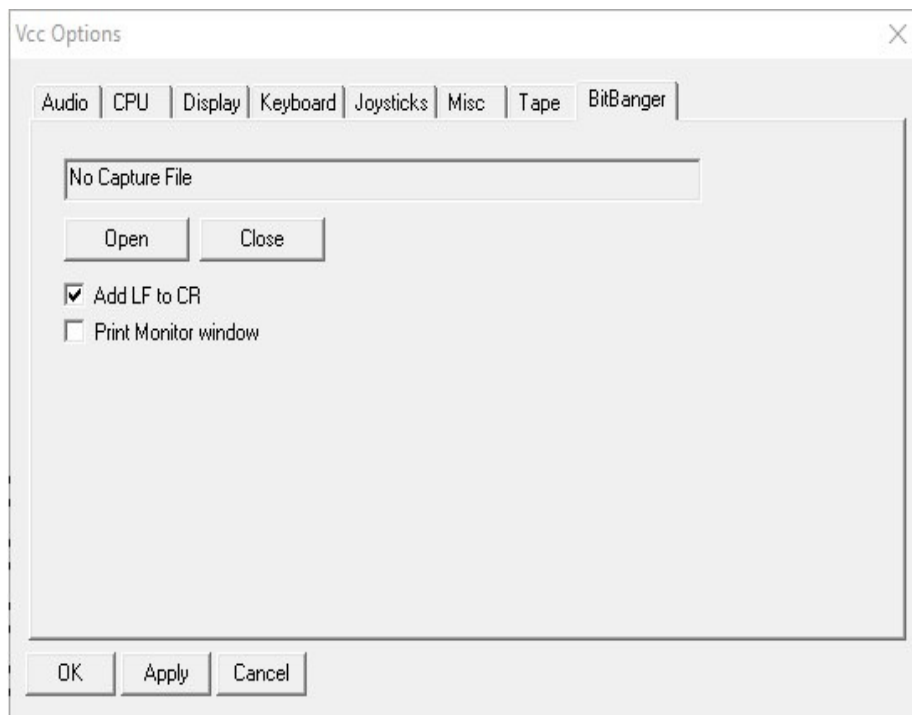 Vcc Options
Audio CPU Display Keyboard Joysticks Misc Tape BitBanger
No Capture File
Open Close
Add LF to CR
Print Monitor window
OK Apply Cancel